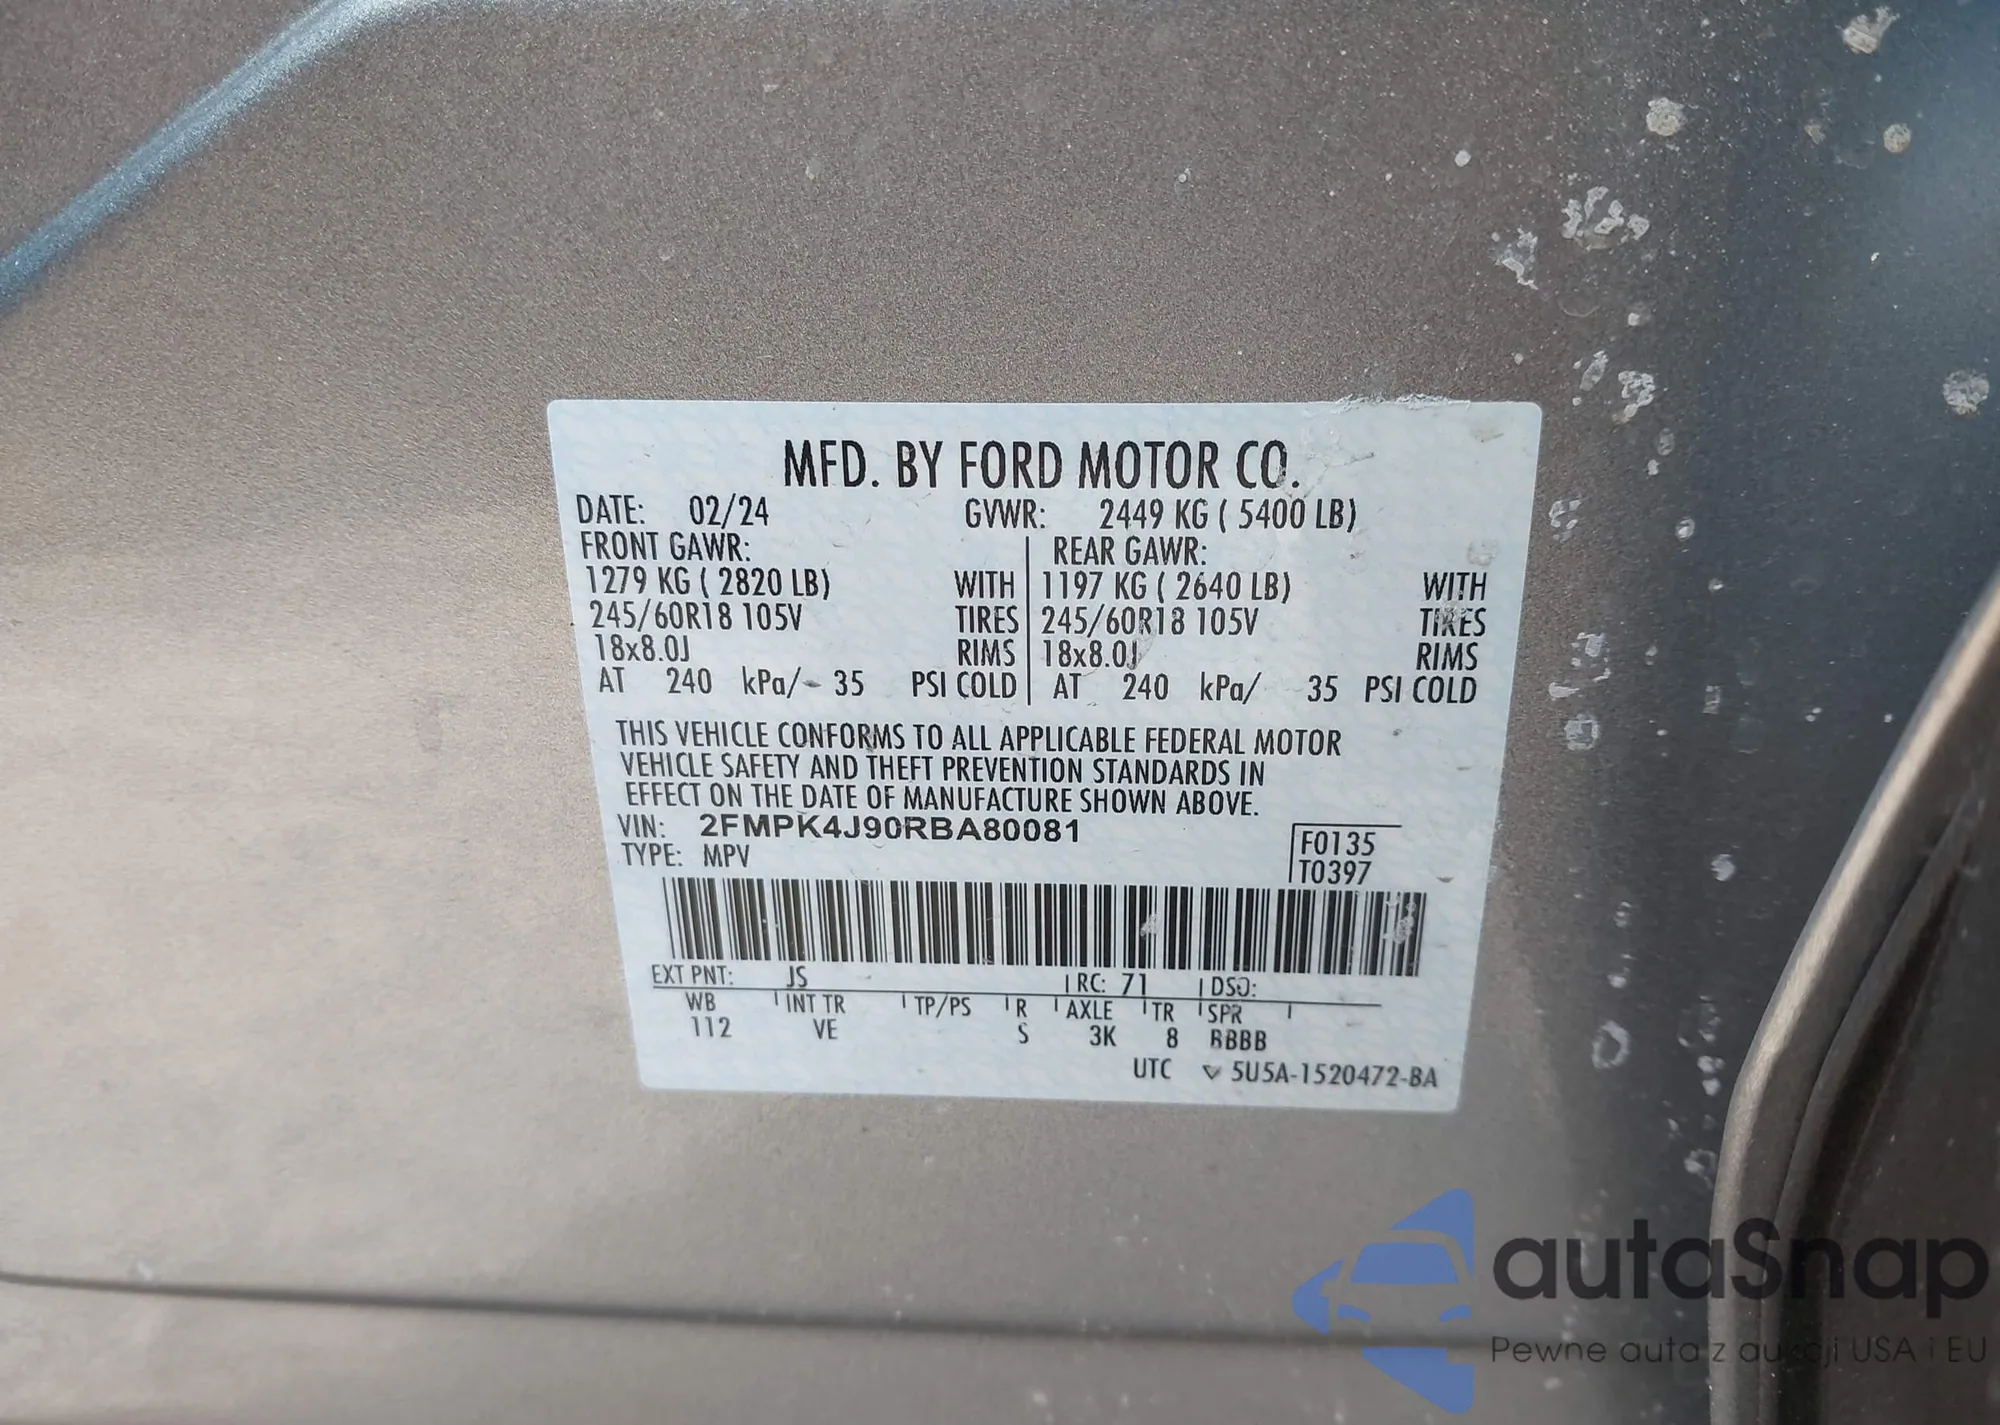 MFD. BY FORD MOTOR CO.
DATE: 02/24 GVWR: 2449 KG ( 5400 LB)
FRONT GAWR: REAR GAWR:
1279 KG ( 2820 LB) WITH 1197 KG ( 2640 LB) WITH
245/60R18 105V TIRES 245/60R18 105V TIRES
18x8.0J RIMS 18x8.0J RIMS
AT 240 kPa/ 35 PSI COLD AT 240 kPa/ 35 PSI COLD
THIS VEHICLE CONFORMS TO ALL APPLICABLE FEDERAL MOTOR
VEHICLE SAFETY AND THEFT PREVENTION STANDARDS IN
EFFECT ON THE DATE OF MANUFACTURE SHOWN ABOVE.
VIN: 2FMPK4J90RBA80081
F0135
TYPE: MPV
T0397
EXT PNT: JS RC: 71 DSO:
WB INT TR TP/PS R AXLE TR SPR
112 VE S 3K 8 BBBB
UTC 5U5A-1520472-BA
autaSnap
Pewne auta z aukcji USA i EU